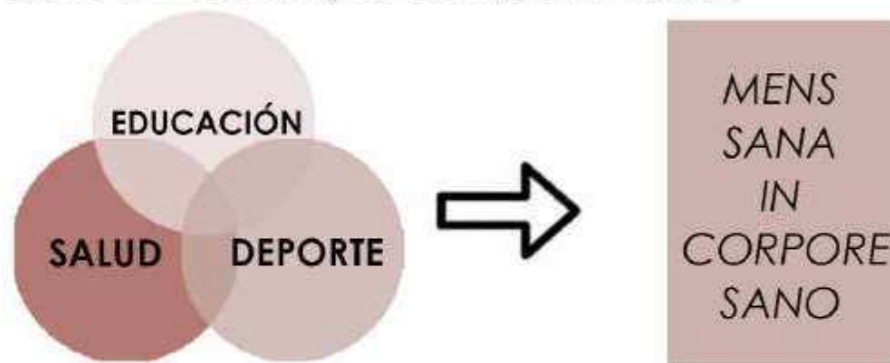 EDUCACIÓN
SALUD
DEPORTE
MENS
SANA
IN
CORPORE
SANO